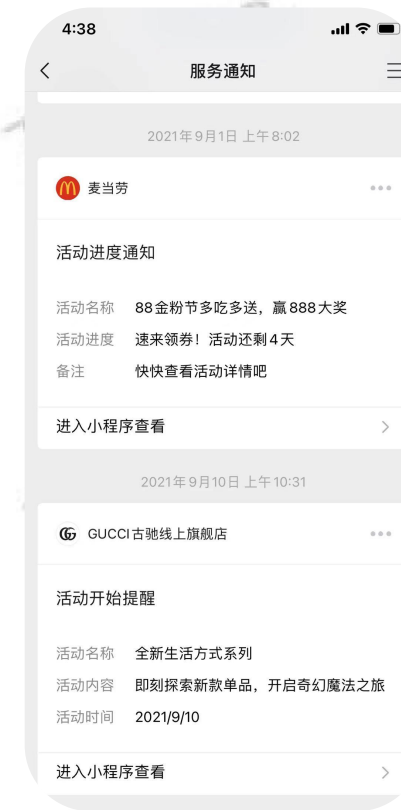 4:38
服务通知
2021年9月1日 上午8:02
麦当劳
活动进度通知
活动名称 88金粉节多吃多送，赢888大奖
活动进度 速来领券！活动还剩4天
备注 快快查看活动详情吧
进入小程序查看
2021年9月10日 上午10:31
GUCCI古驰线上旗舰店
活动开始提醒
活动名称 全新生活方式系列
活动内容 即刻探索新款单品，开启奇幻魔法之旅
活动时间 2021/9/10
进入小程序查看